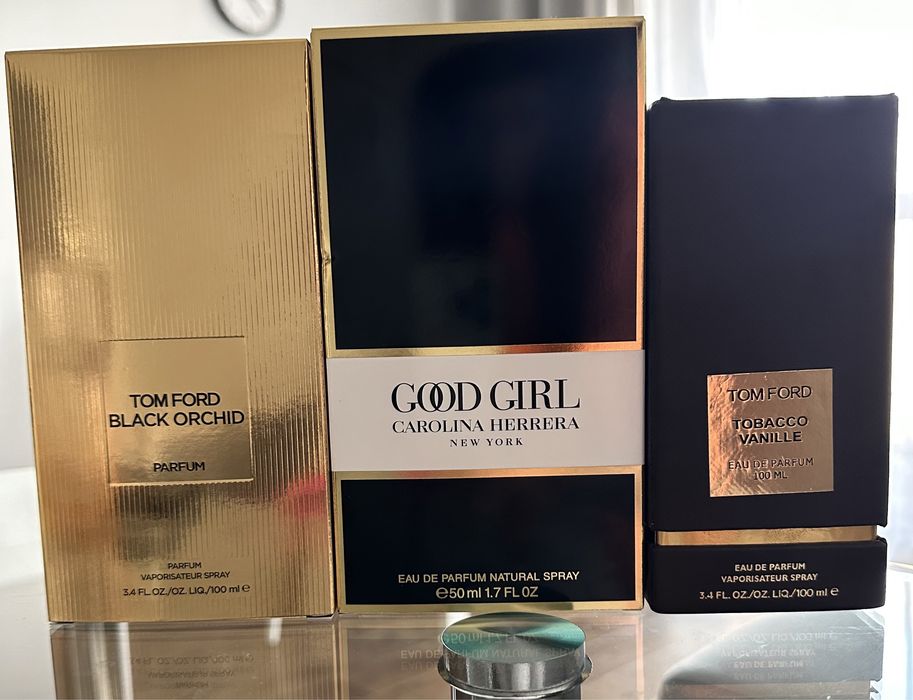 TOM FORD
BLACK ORCHID
PARFUM
PARFUM
VAPORISATEUR SPRAY
3.4 FL. OZ./OZ. LIQ./100 ml ℮
GOOD GIRL
CAROLINA HERRERA
NEW YORK
EAU DE PARFUM NATURAL SPRAY
℮50 ml 1.7 FL OZ
TOM FORD
TOBACCO
VANILLE
EAU DE PARFUM
100 ML
EAU DE PARFUM
VAPORISATEUR SPRAY
3.4 FL. OZ./OZ. LIQ./100 ml ℮